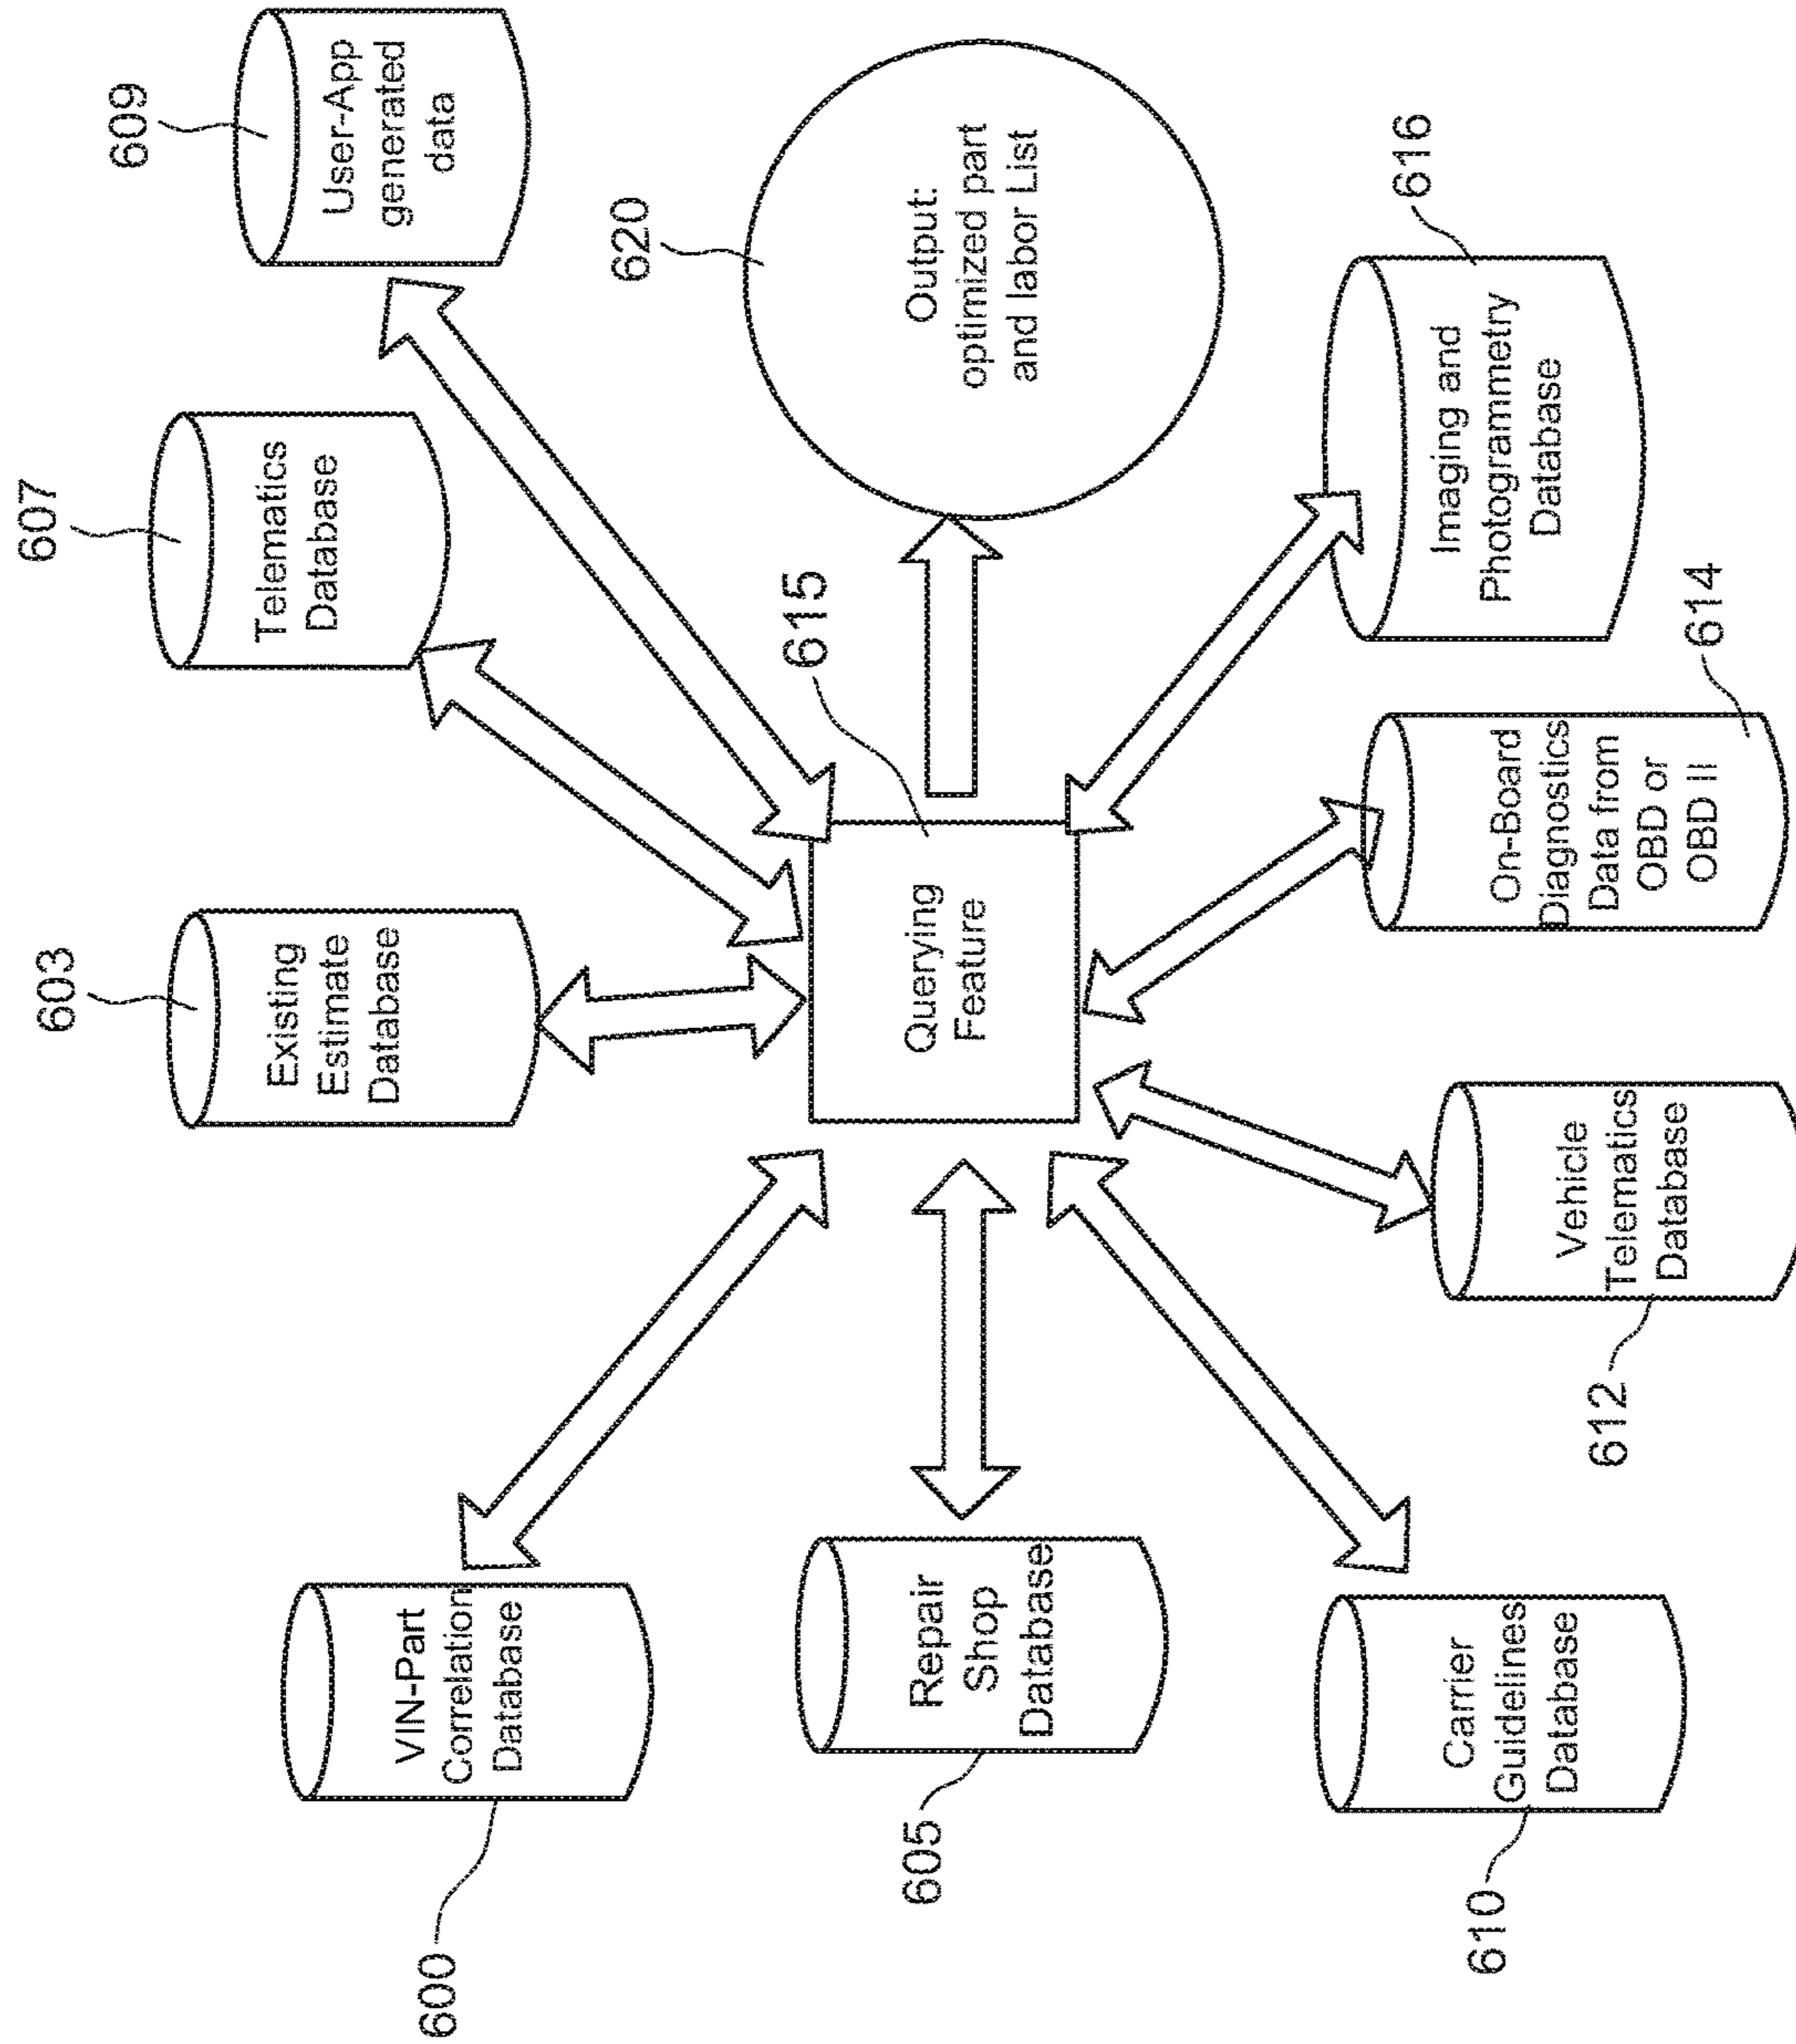 603
607
609
Existing
Estimate
Database
Telematics
Database
User-App
generated
data
600
VIN-Part
Correlation
Database
605
Repair
Shop
Database
615
Querying
Feature
620
Output:
optimized part
and labor List
610
Carrier
Guidelines
Database
612
Vehicle
Telematics
Database
614
On-Board
Diagnostics
Data from
OBD or
OBD II
616
Imaging and
Photogrammetry
Database